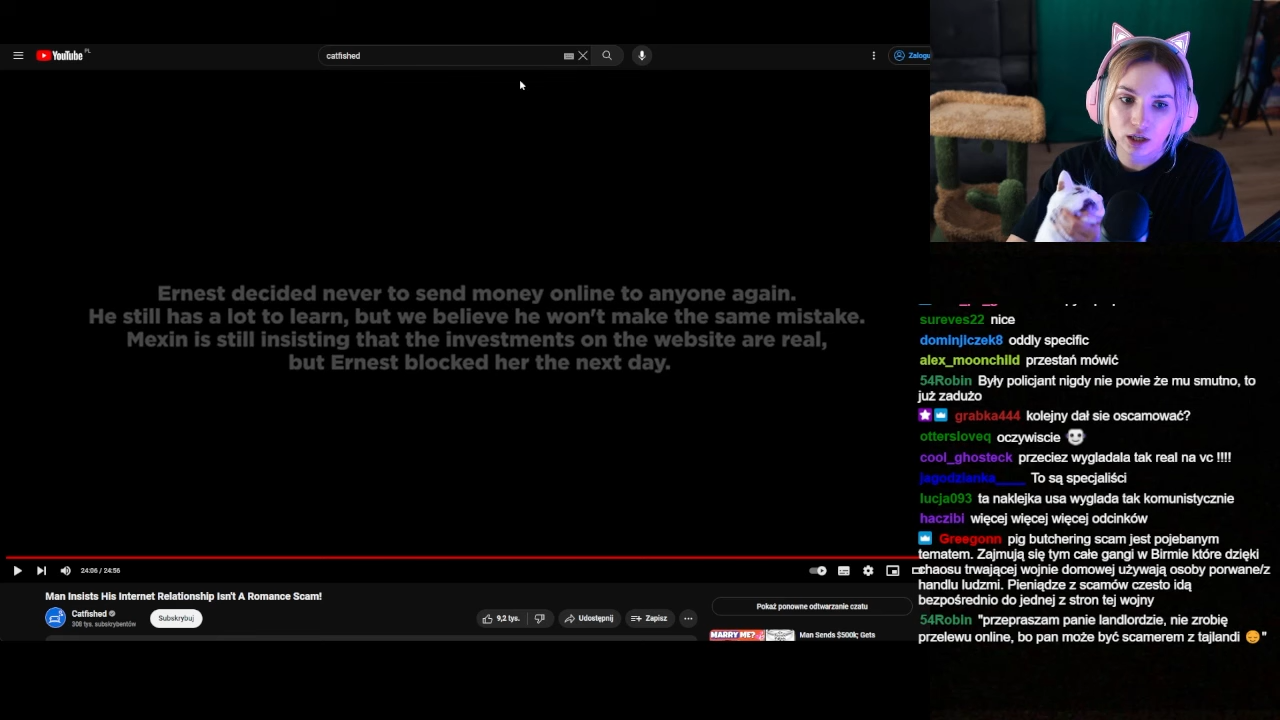 YouTube PL
catfished
Zalogu
Ernest decided never to send money online to anyone again.
He still has a lot to learn, but we believe he won't make the same mistake.
Mexin is still insisting that the investments on the website are real,
but Ernest blocked her the next day.
24:06 / 24:56
Man Insists His Internet Relationship Isn't A Romance Scam!
Catfished
308 tys. subskrybentów
Subskrybuj
9,2 tys.
Udostępnij
Zapisz
Pokaż ponowne odtwarzanie czatu
MARRY ME?
Man Sends $500k; Gets
sureves22 nice
dominjiczek8 oddly specific
alex_moonchild przestań mówić
54Robin Były policjant nigdy nie powie że mu smutno, to
już zadużo
grabka444 kolejny dał sie oscamować?
ottersloveq oczywiscie
cool_ghosteck przeciez wygladala tak real na vc !!!!
jagodzianka____ To są specjaliści
lucja093 ta naklejka usa wyglada tak komunistycznie
haczibi więcej więcej więcej odcinków
Greegonn pig butchering scam jest pojebanym
tematem. Zajmują się tym całe gangi w Birmie które dzięki
chaosu trwającej wojnie domowej używają osoby porwane/z
handlu ludzmi. Pieniądze z scamów czesto idą
bezpośrednio do jednej z stron tej wojny
54Robin "przepraszam panie landlordzie, nie zrobię
przelewu online, bo pan może być scamerem z tajlandi "